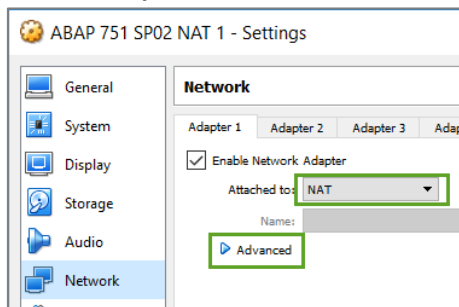 ABAP 751 SP02 NAT 1 - Settings
General
System
Display
Storage
Audio
Network
Network
Adapter 1 Adapter 2 Adapter 3 Adap
Enable Network Adapter
Attached to: NAT
Name:
Advanced